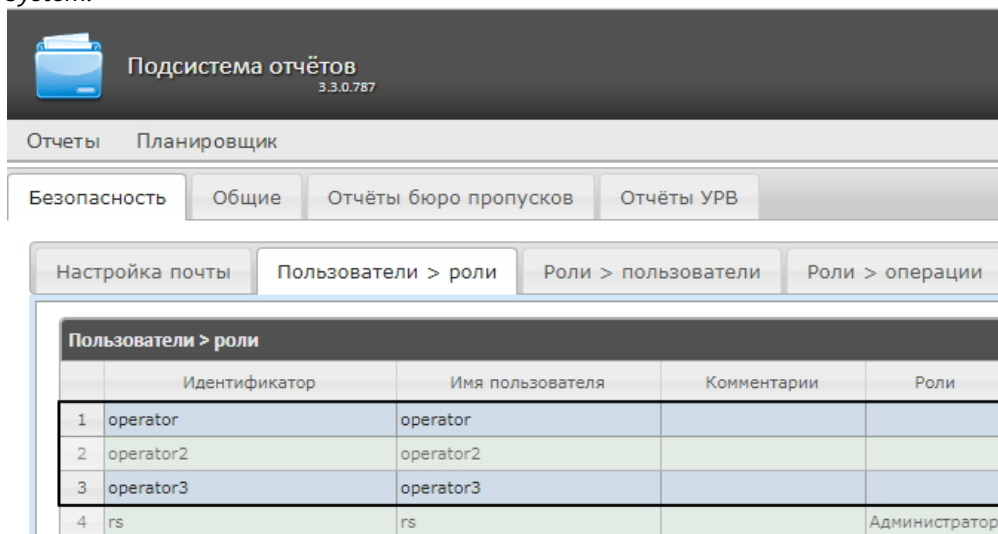 system.
Подсистема отчётов
3.3.0.787
Отчеты Планировщик
Безопасность Общие Отчёты бюро пропусков Отчёты УРВ
Настройка почты Пользователи > роли Роли > пользователи Роли > операции
Пользователи > роли
Идентификатор Имя пользователя Комментарии Роли
1 operator operator
2 operator2 operator2
3 operator3 operator3
4 rs rs Администратор